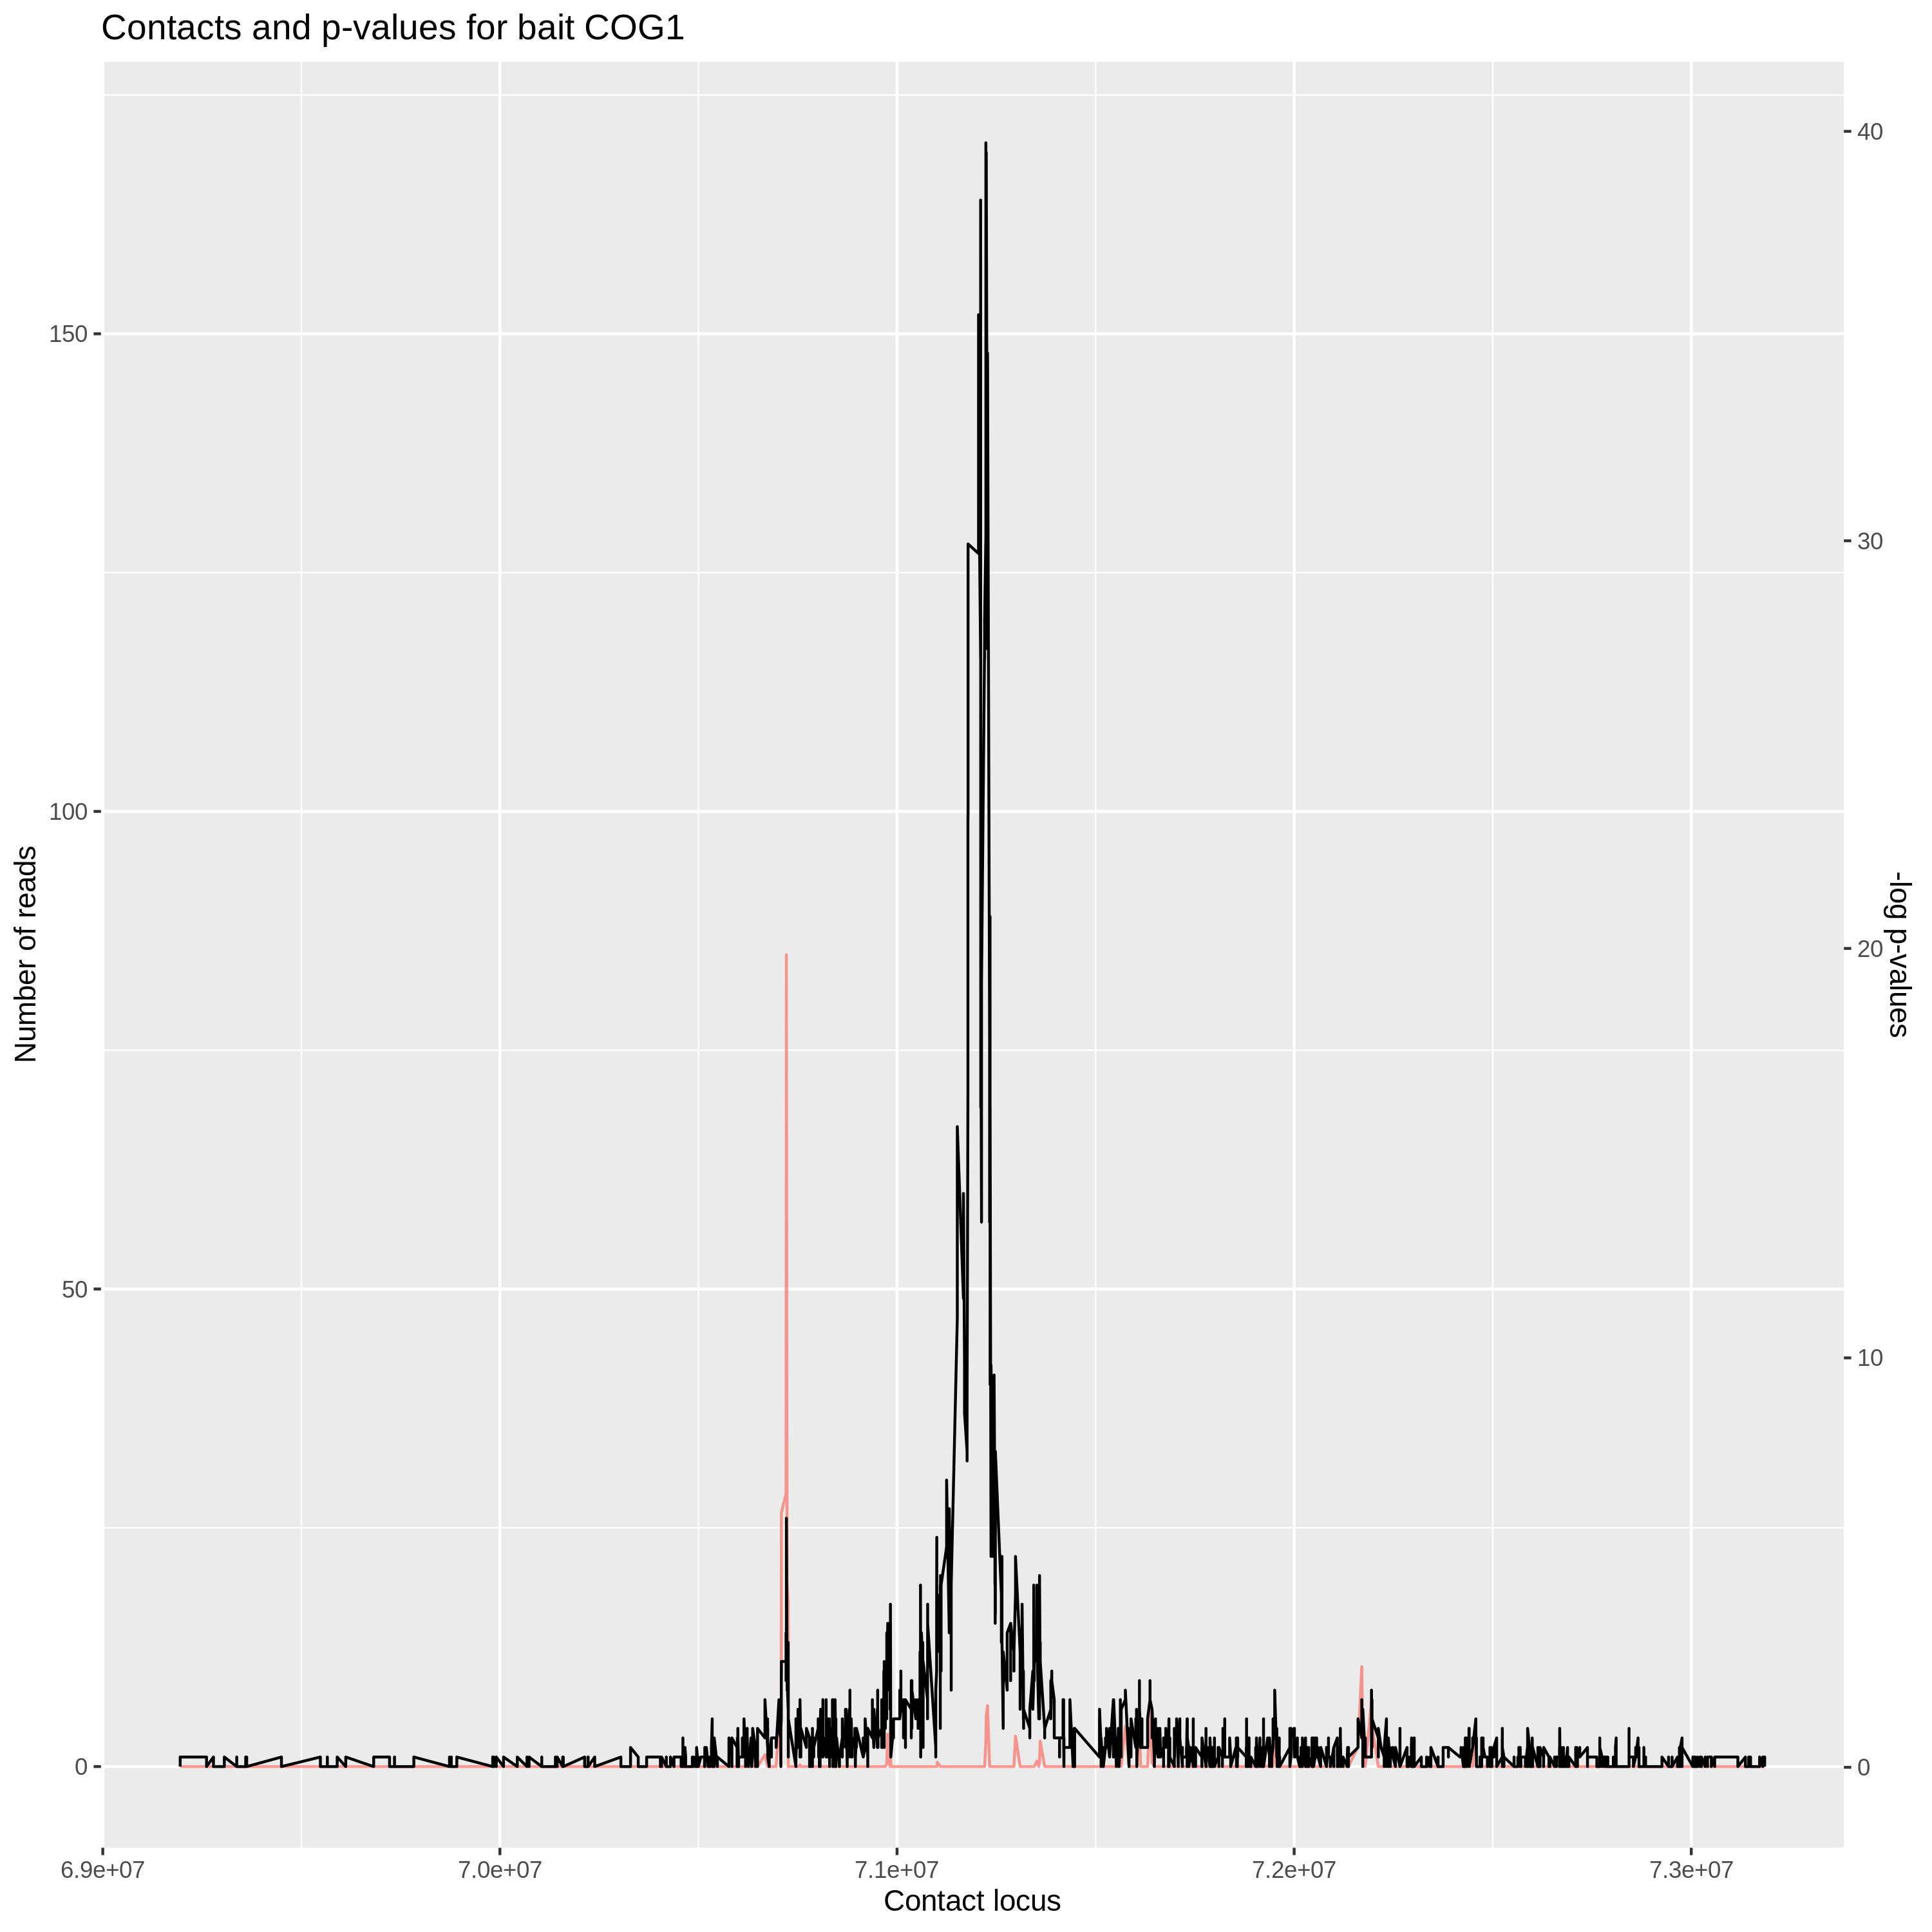 Contacts and p-values for bait COG1
Number of reads
150
100
50
0
40
30
20
10
0
-log p-values
6.9e+07
7.0e+07
7.1e+07
7.2e+07
7.3e+07
Contact locus